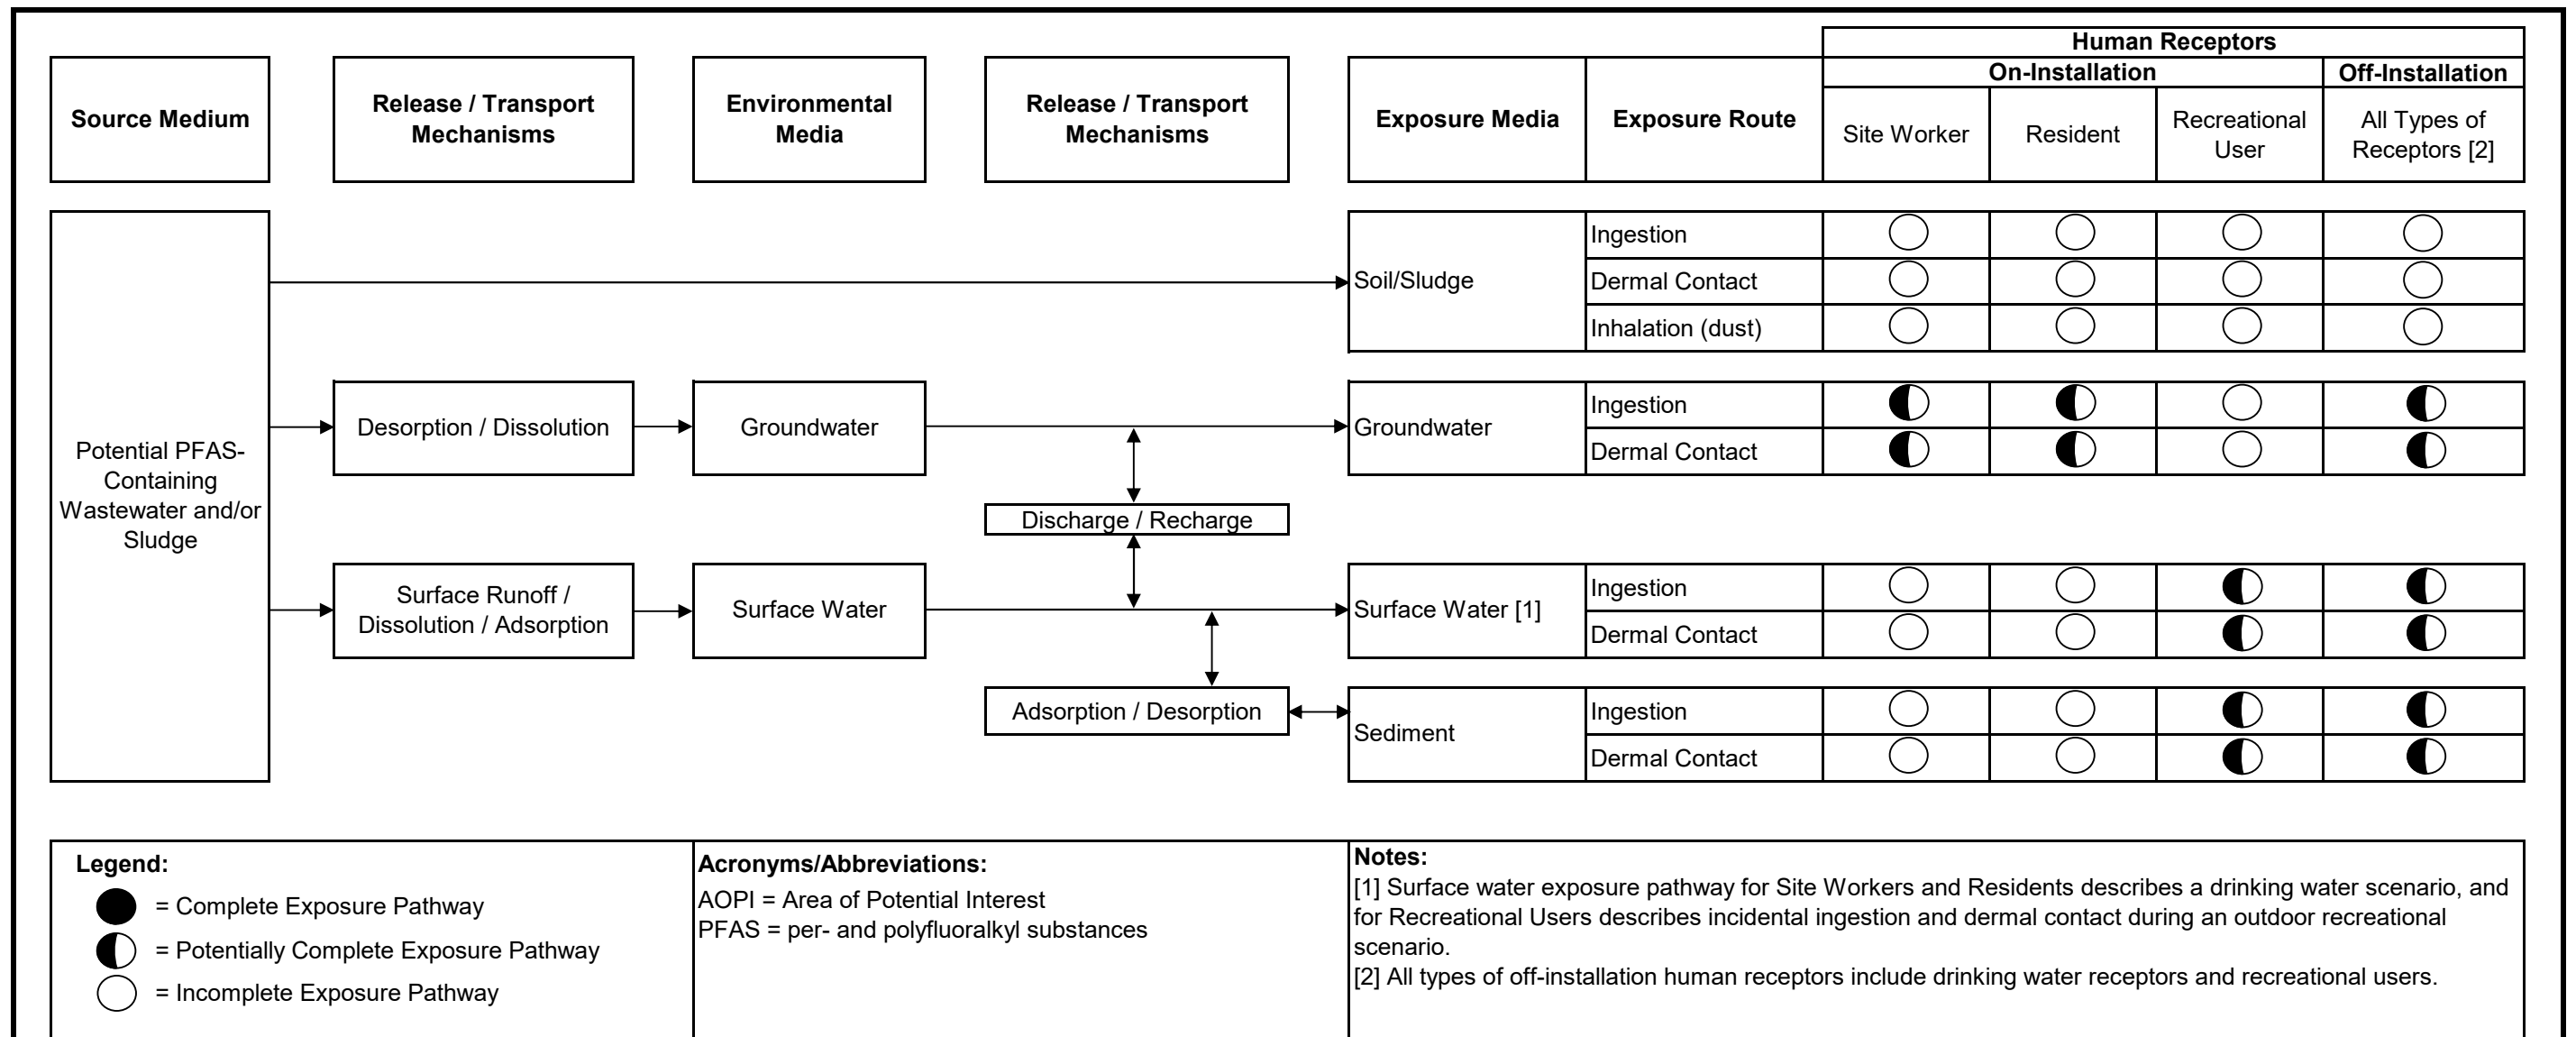 Human Receptors
On-Installation
Off-Installation
Source Medium
Release / Transport
Mechanisms
Environmental
Media
Release / Transport
Mechanisms
Exposure Media
Exposure Route
Site Worker
Resident
Recreational
User
All Types of
Receptors [2]
Potential PFAS-
Containing
Wastewater and/or
Sludge
Soil/Sludge
Ingestion
Dermal Contact
Inhalation (dust)
Desorption / Dissolution
Groundwater
Groundwater
Ingestion
Dermal Contact
Discharge / Recharge
Surface Runoff /
Dissolution / Adsorption
Surface Water
Surface Water [1]
Ingestion
Dermal Contact
Adsorption / Desorption
Sediment
Ingestion
Dermal Contact
Legend:
= Complete Exposure Pathway
= Potentially Complete Exposure Pathway
= Incomplete Exposure Pathway
Acronyms/Abbreviations:
AOPI = Area of Potential Interest
PFAS = per- and polyfluoralkyl substances
Notes:
[1] Surface water exposure pathway for Site Workers and Residents describes a drinking water scenario, and
for Recreational Users describes incidental ingestion and dermal contact during an outdoor recreational
scenario.
[2] All types of off-installation human receptors include drinking water receptors and recreational users.